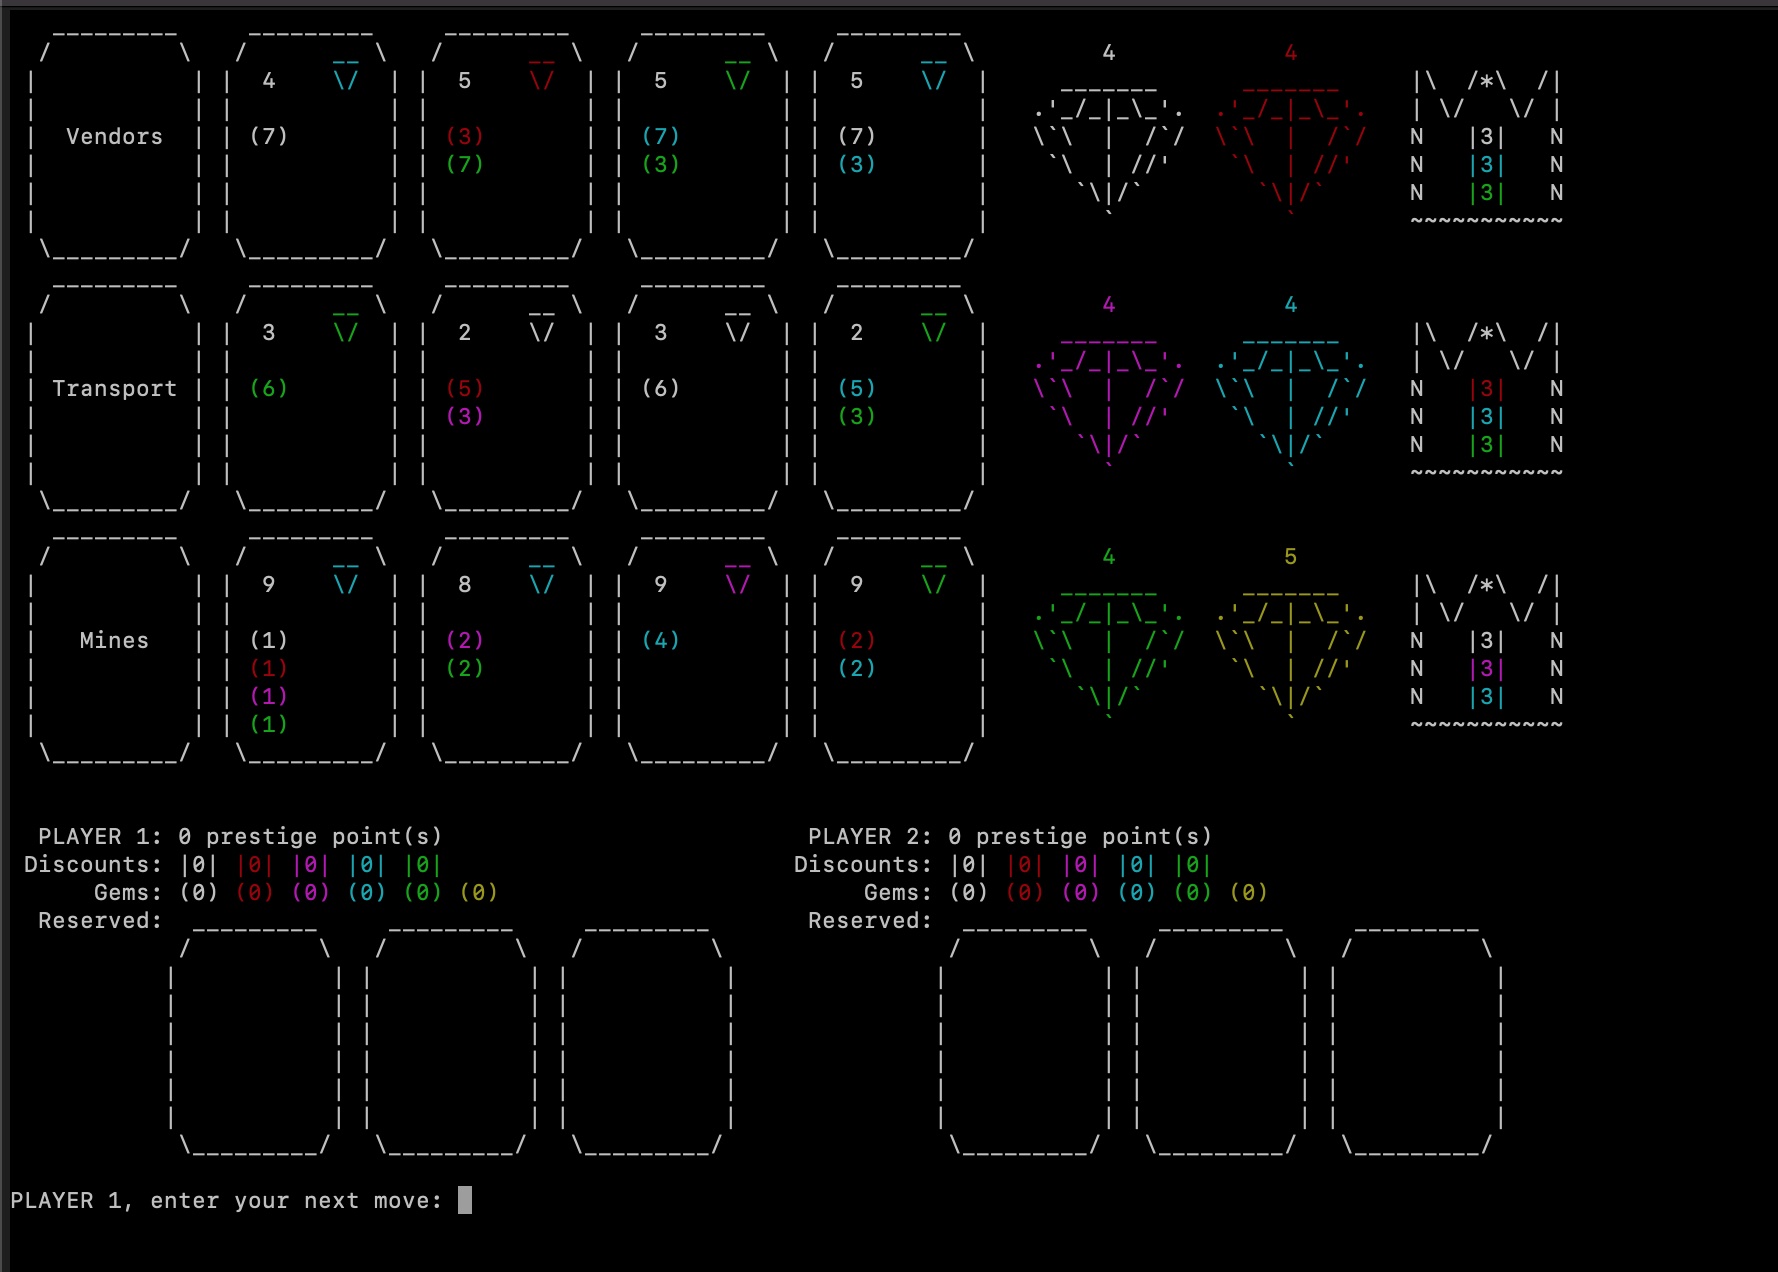 4 5 5 5 4 4
Vendors (7) (3) (7) (7) |3|
(7) (3) (3) |3|
|3|
3 2 3 2 4 4
Transport (6) (5) (6) (5) |3|
(3) (3) |3|
|3|
9 8 9 9 4 5
Mines (1) (2) (4) (2) |3|
(1) (2) (2) |3|
(1) |3|
(1)
PLAYER 1: 0 prestige point(s) PLAYER 2: 0 prestige point(s)
Discounts: |0| |0| |0| |0| |0| Discounts: |0| |0| |0| |0| |0|
Gems: (0) (0) (0) (0) (0) (0) Gems: (0) (0) (0) (0) (0) (0)
Reserved: Reserved:
PLAYER 1, enter your next move: